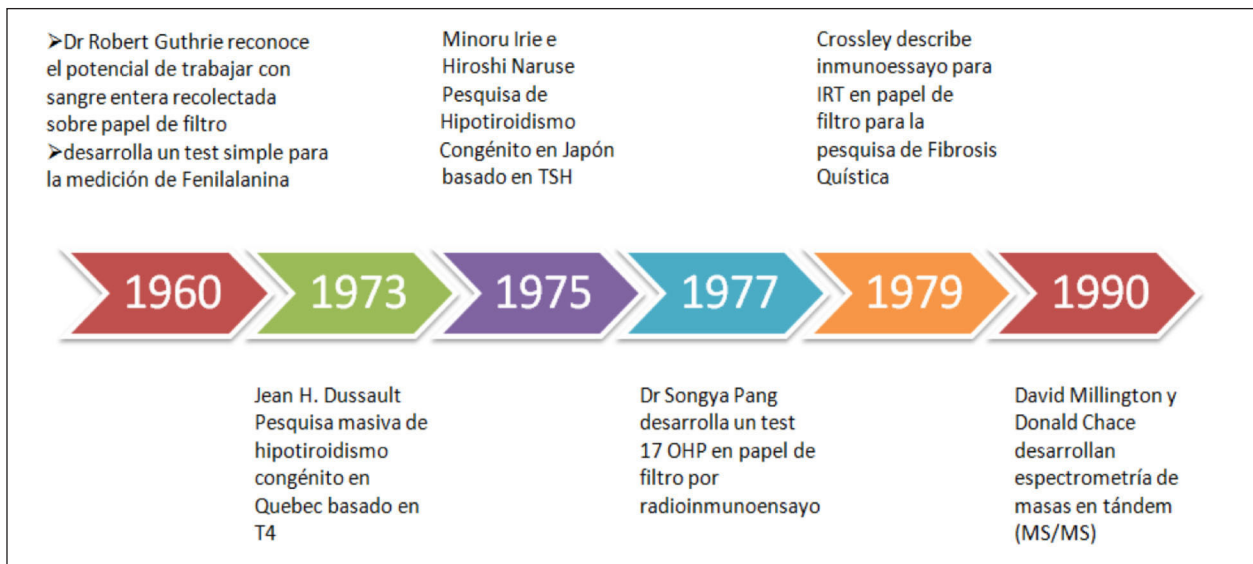 ➤Dr Robert Guthrie reconoce
el potencial de trabajar con
sangre entera recolectada
sobre papel de filtro
➤desarrolla un test simple para
la medición de Fenilalanina
Minoru Irie e
Hiroshi Naruse
Pesquisa de
Hipotiroidismo
Congénito en Japón
basado en TSH
Crossley describe
inmunoessayo para
IRT en papel de
filtro para la
pesquisa de Fibrosis
Quística
1960
1973
1975
1977
1979
1990
Jean H. Dussault
Pesquisa masiva de
hipotiroidismo
congénito en
Quebec basado en
T4
Dr Songya Pang
desarrolla un test
17 OHP en papel de
filtro por
radioinmunoensayo
David Millington y
Donald Chace
desarrollan
espectrometría de
masas en tándem
(MS/MS)